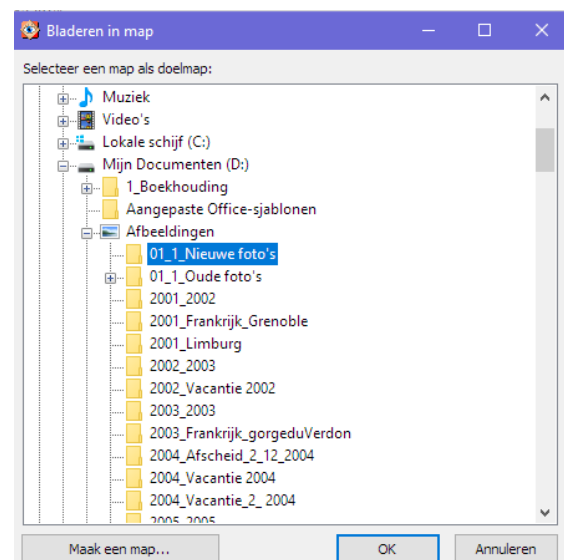 Bladeren in map
Selecteer een map als doelmap:
Muziek
Video's
Lokale schijf (C:)
Mijn Documenten (D:)
1_Boekhouding
Aangepaste Office-sjablonen
Afbeeldingen
01_1_Nieuwe foto's
01_1_Oude foto's
2001_2002
2001_Frankrijk_Grenoble
2001_Limburg
2002_2003
2002_Vacantie 2002
2003_2003
2003_Frankrijk_gorgeduVerdon
2004_Afscheid_2_12_2004
2004_Vacantie 2004
2004_Vacantie_2_ 2004
2005_2005
Maak een map... OK Annuleren